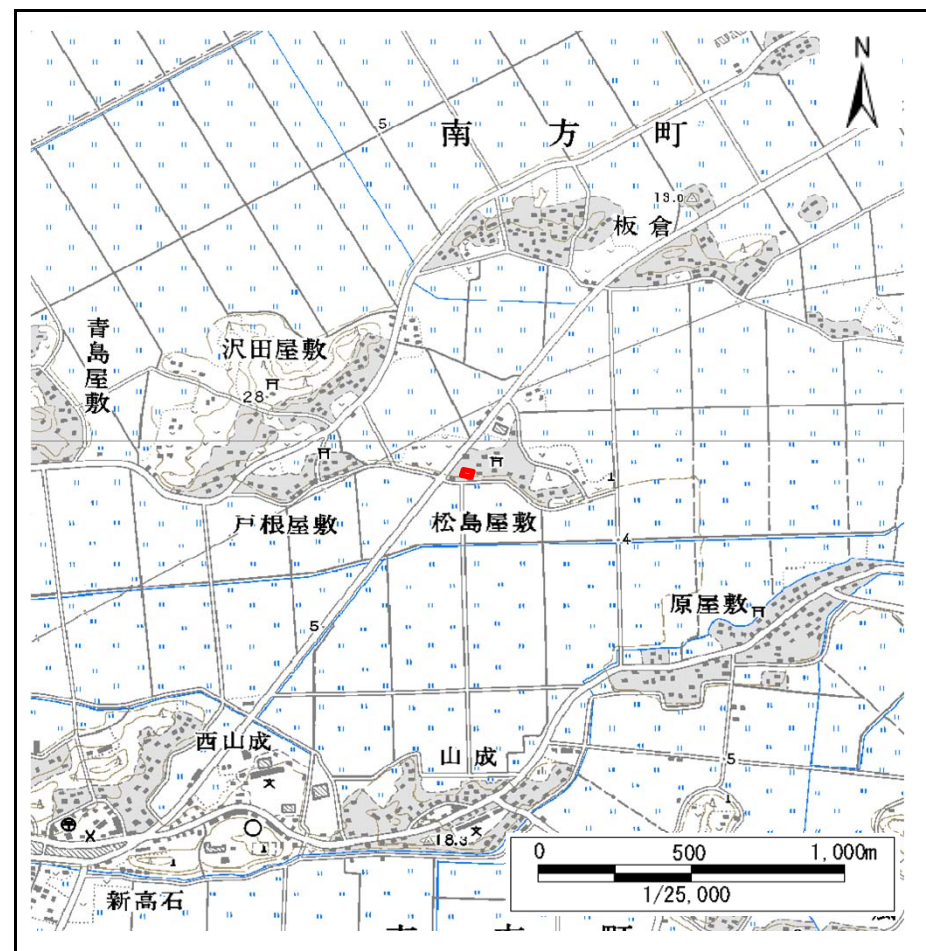 N
5
南方町
13.0
板倉
青島屋敷
沢田屋敷
28
1
戸根屋敷
松島屋敷
4
原屋敷
5
西山成
山成
5
1
18.3
0 500 1,000m
1/25,000
新高石